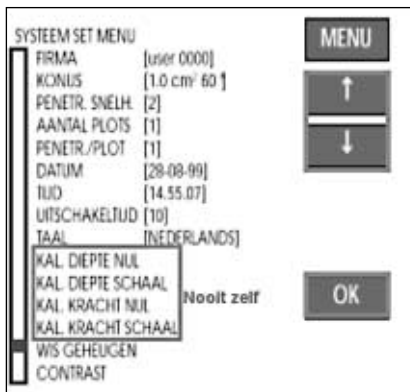 SYSTEEM SET MENU
FIRMA [user 0000]
KONUS [1.0 cm² 60 ]
PENETR. SNELH. [2]
AANTAL PLOTS [1]
PENETR./PLOT [1]
DATUM [28-08-99]
TIJD [14.55.07]
UITSCHAKELTIJD [10]
TAAL [NEDERLANDS]
KAL. DIEPTE NUL
KAL. DIEPTE SCHAAL
KAL. KRACHT NUL
KAL. KRACHT SCHAAL
Nooit zelf
WIS GEHEUGEN
CONTRAST
MENU
↑
↓
OK